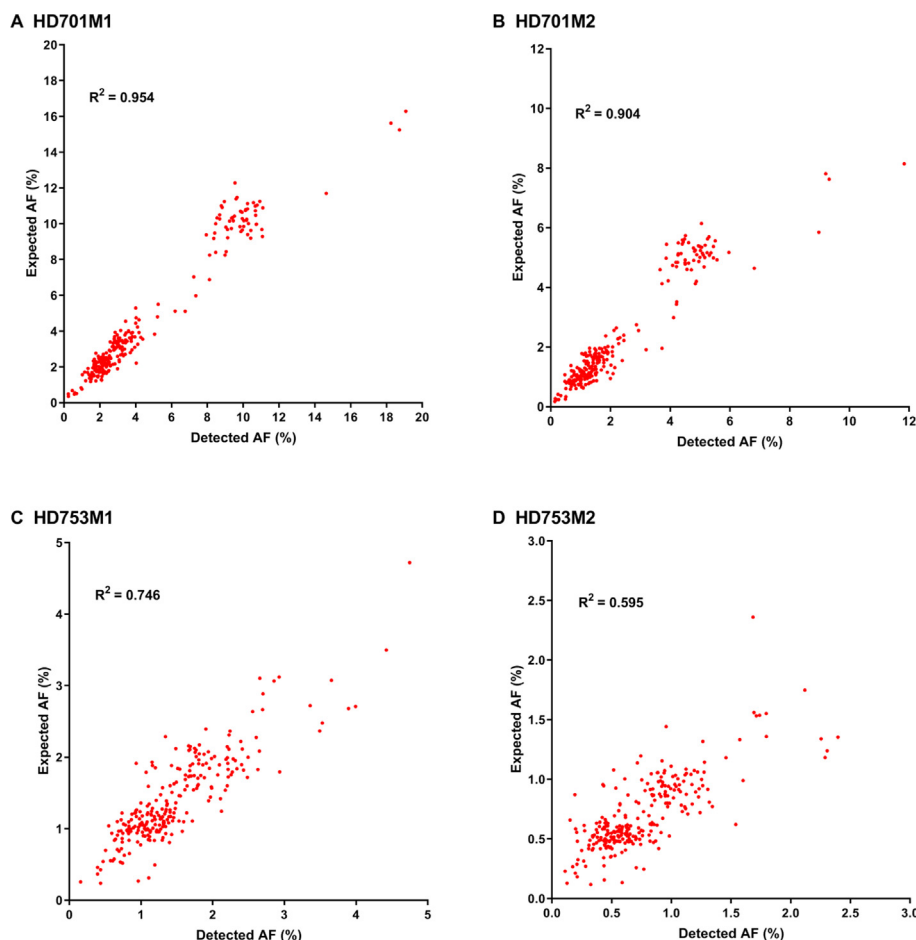 A HD701M1
20
18
16
14
12
10
8
6
4
2
0
R² = 0.954
Expected AF (%)
0 2 4 6 8 10 12 14 16 18 20
Detected AF (%)
B HD701M2
12
10
8
6
4
2
0
R² = 0.904
Expected AF (%)
0 2 4 6 8 10 12
Detected AF (%)
C HD753M1
5
4
3
2
1
0
R² = 0.746
Expected AF (%)
0 1 2 3 4 5
Detected AF (%)
D HD753M2
3.0
2.5
2.0
1.5
1.0
0.5
0.0
R² = 0.595
Expected AF (%)
0.0 0.5 1.0 1.5 2.0 2.5 3.0
Detected AF (%)